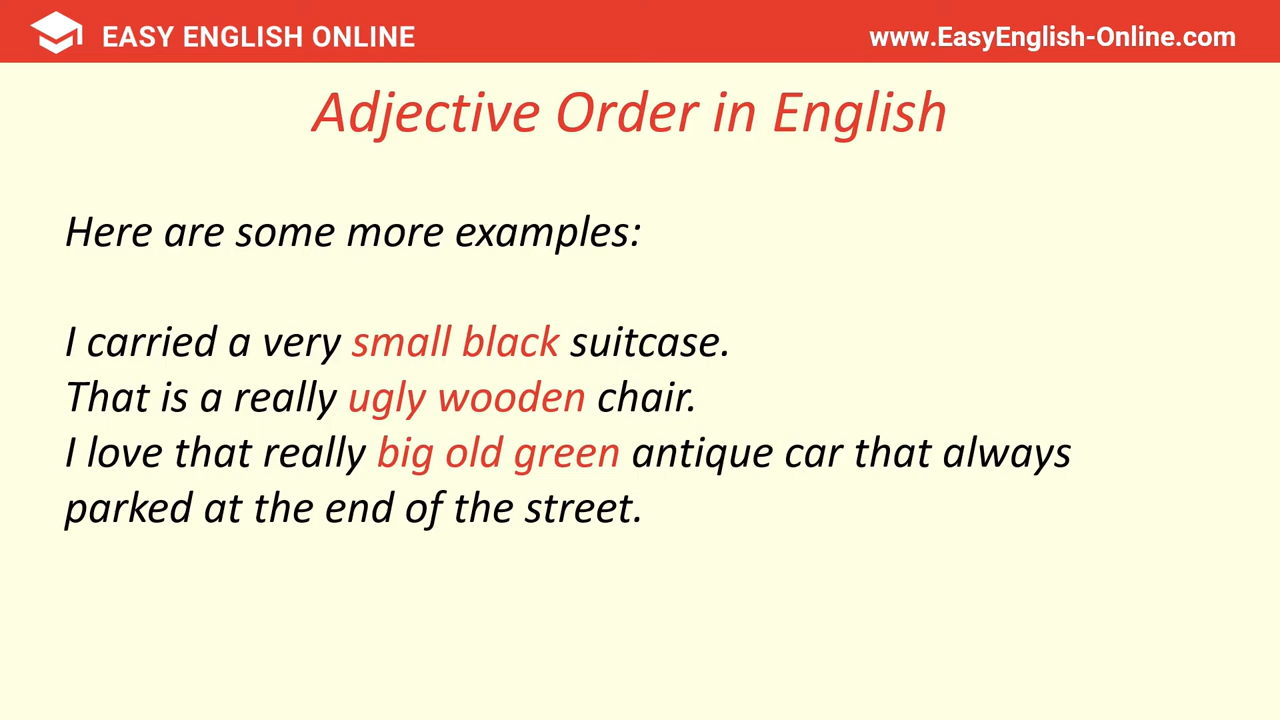 EASY ENGLISH ONLINE
www.EasyEnglish-Online.com
Adjective Order in English
Here are some more examples:
I carried a very small black suitcase.
That is a really ugly wooden chair.
I love that really big old green antique car that always
parked at the end of the street.